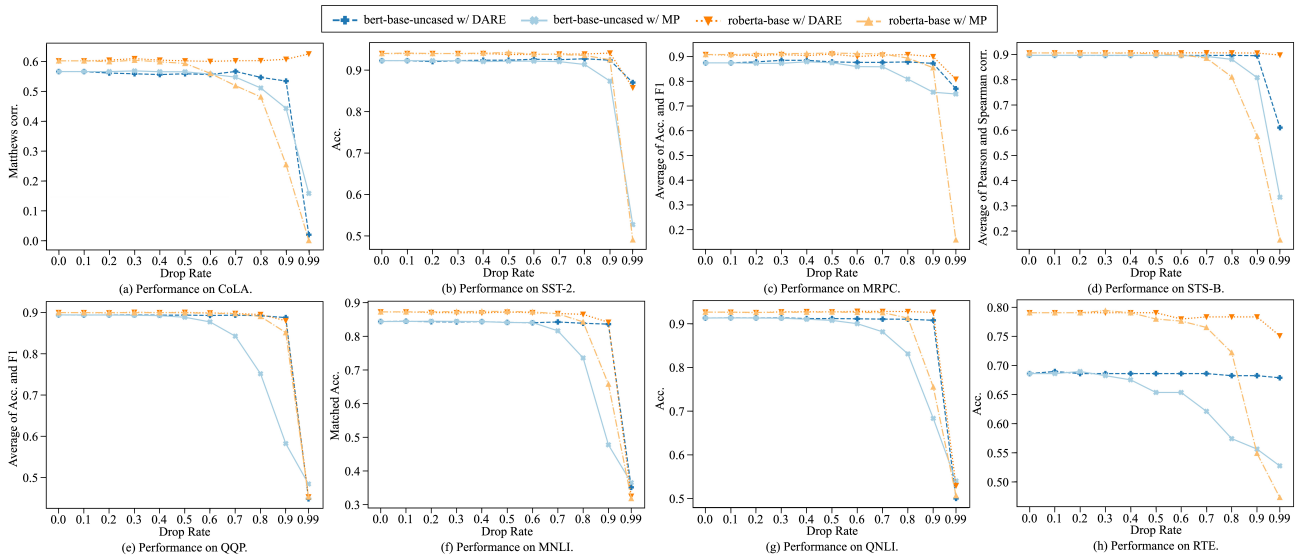 bert-base-uncased w/ DARE bert-base-uncased w/ MP roberta-base w/ DARE roberta-base w/ MP
Matthews corr.
0.6
0.5
0.4
0.3
0.2
0.1
0.0
0.0 0.1 0.2 0.3 0.4 0.5 0.6 0.7 0.8 0.9 0.99
Drop Rate
(a) Performance on CoLA.
Acc.
0.9
0.8
0.7
0.6
0.5
0.0 0.1 0.2 0.3 0.4 0.5 0.6 0.7 0.8 0.9 0.99
Drop Rate
(b) Performance on SST-2.
Average of Acc. and F1
0.9
0.8
0.7
0.6
0.5
0.4
0.3
0.2
0.0 0.1 0.2 0.3 0.4 0.5 0.6 0.7 0.8 0.9 0.99
Drop Rate
(c) Performance on MRPC.
Average of Pearson and Spearman corr.
0.9
0.8
0.7
0.6
0.5
0.4
0.3
0.2
0.0 0.1 0.2 0.3 0.4 0.5 0.6 0.7 0.8 0.9 0.99
Drop Rate
(d) Performance on STS-B.
Average of Acc. and F1
0.9
0.8
0.7
0.6
0.5
0.0 0.1 0.2 0.3 0.4 0.5 0.6 0.7 0.8 0.9 0.99
Drop Rate
(e) Performance on QQP.
Matched Acc.
0.9
0.8
0.7
0.6
0.5
0.4
0.3
0.0 0.1 0.2 0.3 0.4 0.5 0.6 0.7 0.8 0.9 0.99
Drop Rate
(f) Performance on MNLI.
Acc.
0.9
0.8
0.7
0.6
0.5
0.0 0.1 0.2 0.3 0.4 0.5 0.6 0.7 0.8 0.9 0.99
Drop Rate
(g) Performance on QNLI.
Acc.
0.80
0.75
0.70
0.65
0.60
0.55
0.50
0.0 0.1 0.2 0.3 0.4 0.5 0.6 0.7 0.8 0.9 0.99
Drop Rate
(h) Performance on RTE.